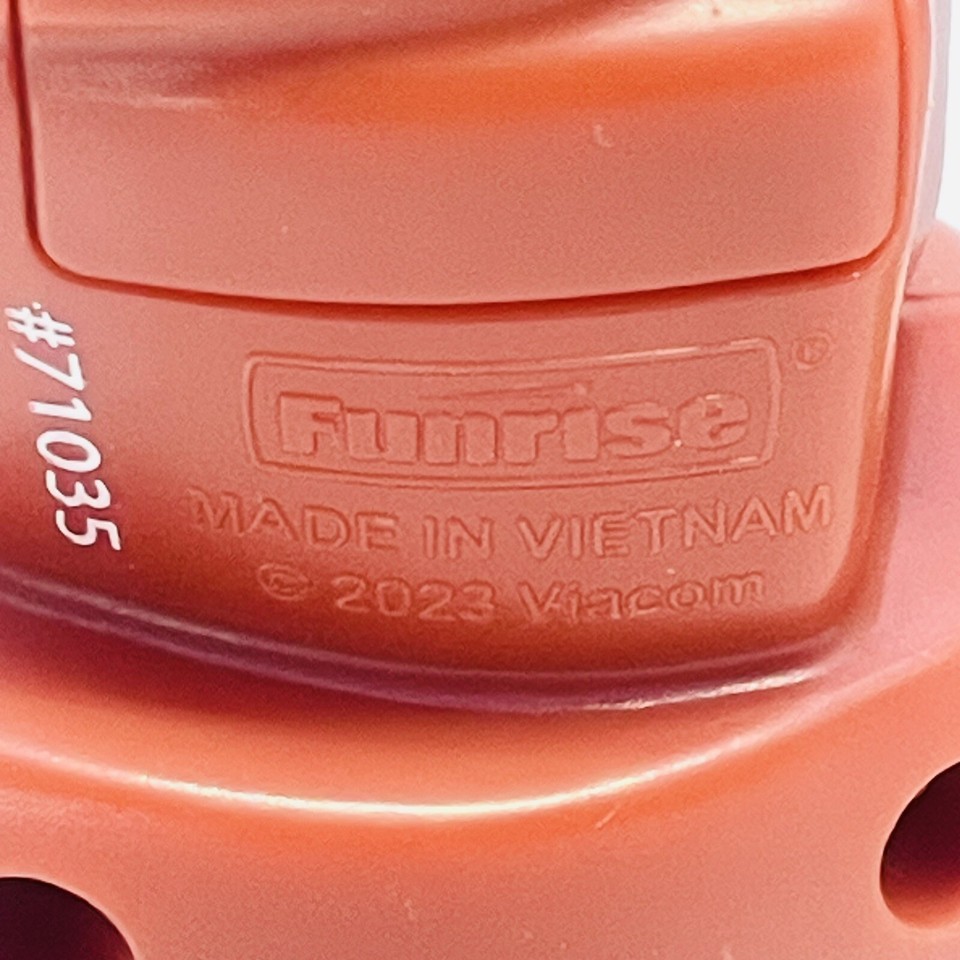 #71035
Funrise®
MADE IN VIETNAM
© 2023 Viacom